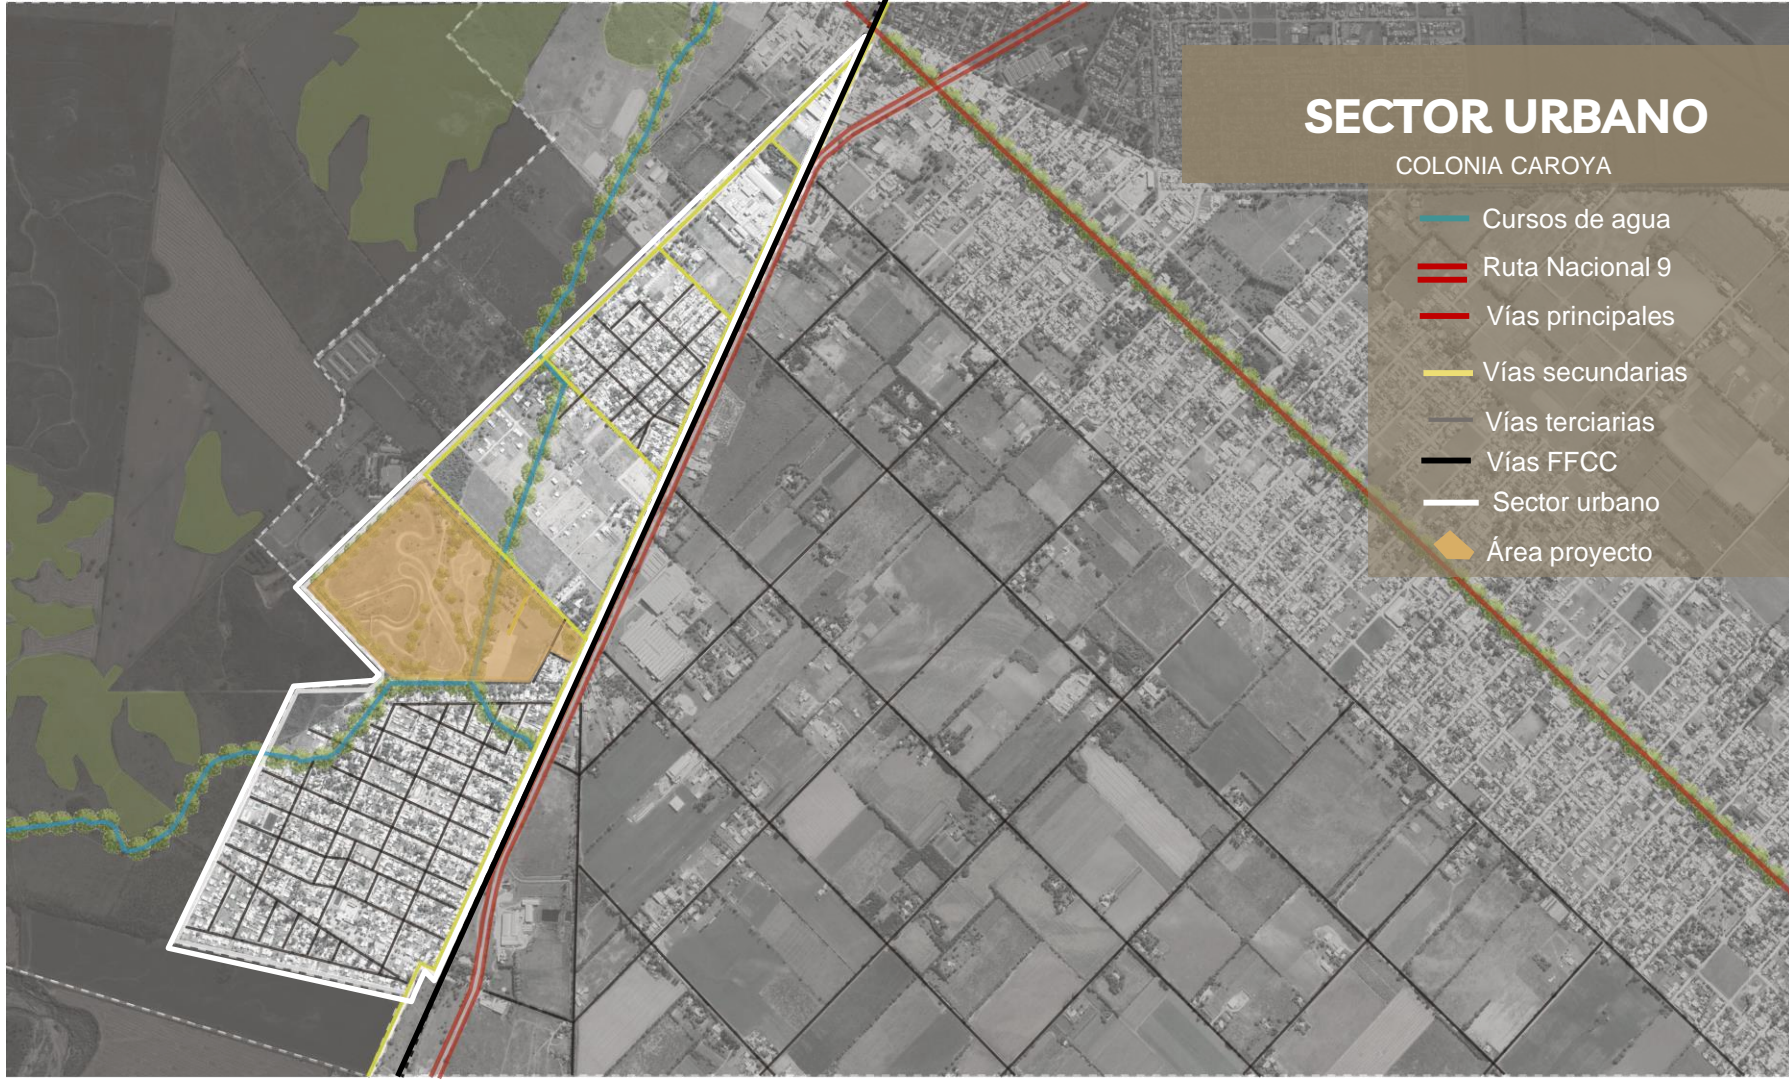 SECTOR URBANO
COLONIA CAROYA
Cursos de agua
Ruta Nacional 9
Vías principales
Vías secundarias
Vías terciarias
Vías FFCC
Sector urbano
Área proyecto